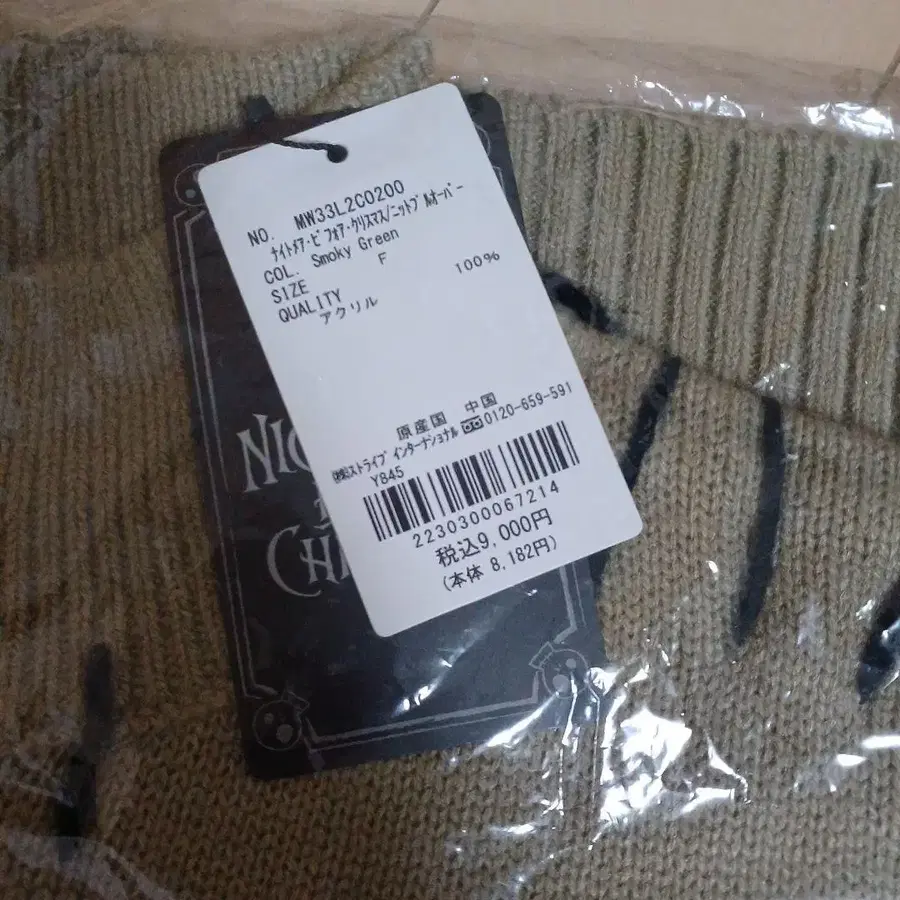 NO. MW33L2C0200
ﾅｲﾄﾒｱ･ﾋﾞﾌｫｱ･ｸﾘｽﾏｽ/ﾆｯﾄﾌﾟﾙｵｰﾊﾞｰ
COL. Smoky Green
SIZE F
QUALITY
アクリル 100%
原産国 中国
㈱ストライプ インターナショナル 0120-659-591
Y845
2230300067214
税込9,000円
(本体 8,182円)